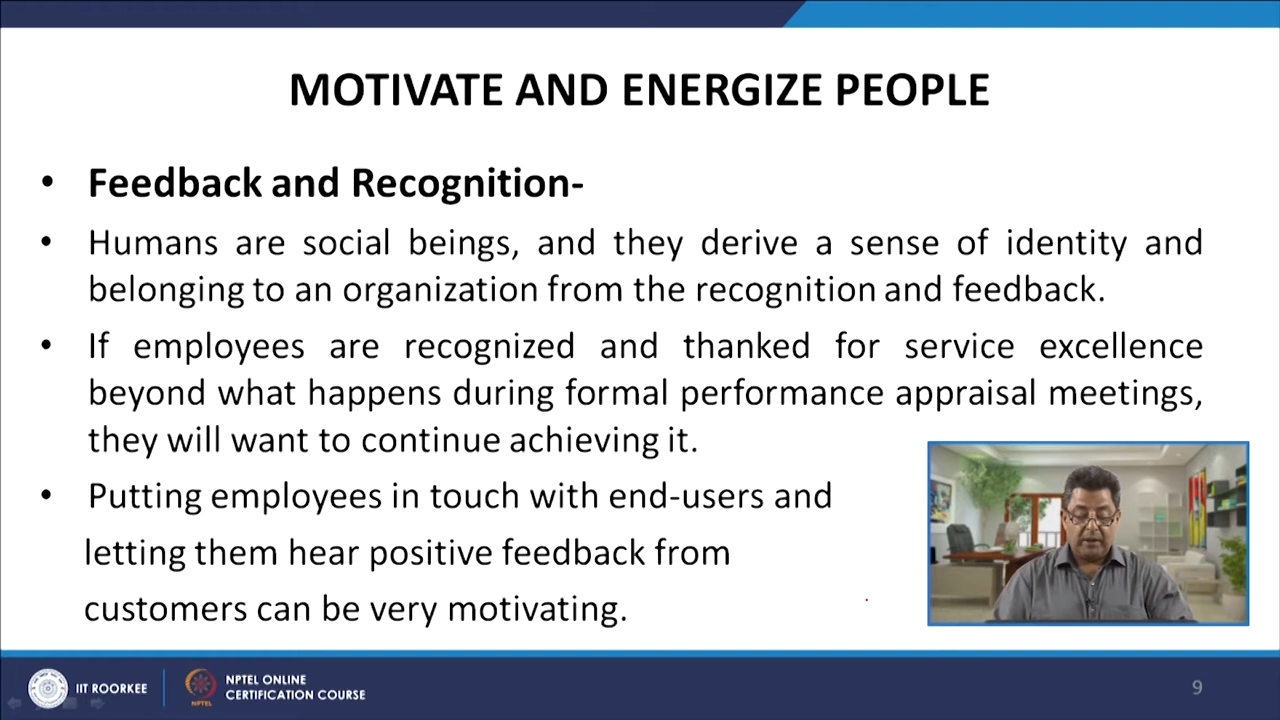 MOTIVATE AND ENERGIZE PEOPLE
• Feedback and Recognition-
• Humans are social beings, and they derive a sense of identity and
belonging to an organization from the recognition and feedback.
• If employees are recognized and thanked for service excellence
beyond what happens during formal performance appraisal meetings,
they will want to continue achieving it.
• Putting employees in touch with end-users and
letting them hear positive feedback from
customers can be very motivating.
IIT ROORKEE
NPTEL
NPTEL ONLINE
CERTIFICATION COURSE
9